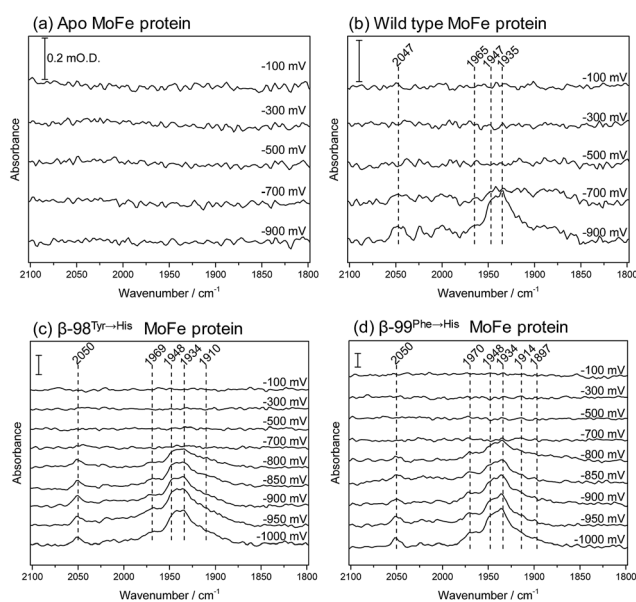 (a) Apo MoFe protein
0.2 mO.D.
-100 mV
-300 mV
-500 mV
-700 mV
-900 mV
Absorbance
2100 2050 2000 1950 1900 1850 1800
Wavenumber / cm⁻¹
(b) Wild type MoFe protein
2047 1965 1947 1935
-100 mV
-300 mV
-500 mV
-700 mV
-900 mV
Absorbance
2100 2050 2000 1950 1900 1850 1800
Wavenumber / cm⁻¹
(c) β-98ᵀʸʳ→ᴴⁱˢ MoFe protein
2050 1969 1948 1934 1910
-100 mV
-300 mV
-500 mV
-700 mV
-800 mV
-850 mV
-900 mV
-950 mV
-1000 mV
Absorbance
2100 2050 2000 1950 1900 1850 1800
Wavenumber / cm⁻¹
(d) β-99ᴾʰᵉ→ᴴⁱˢ MoFe protein
2050 1970 1948 1934 1914 1897
-100 mV
-300 mV
-500 mV
-700 mV
-800 mV
-850 mV
-900 mV
-950 mV
-1000 mV
Absorbance
2100 2050 2000 1950 1900 1850 1800
Wavenumber / cm⁻¹